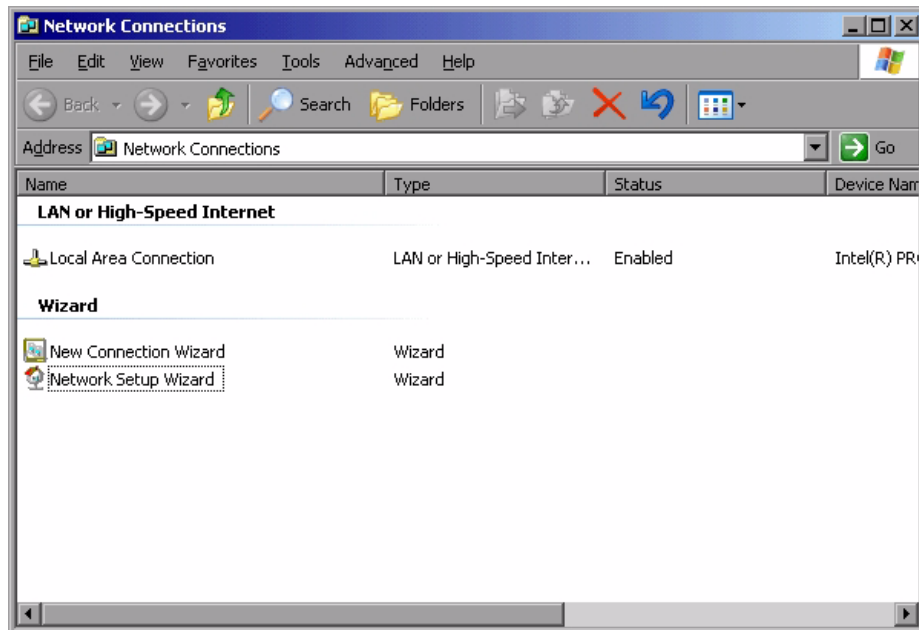 Network Connections
File Edit View Favorites Tools Advanced Help
Back Search Folders
Address Network Connections Go
Name Type Status Device Nam
LAN or High-Speed Internet
Local Area Connection LAN or High-Speed Inter... Enabled Intel(R) PR
Wizard
New Connection Wizard Wizard
Network Setup Wizard Wizard